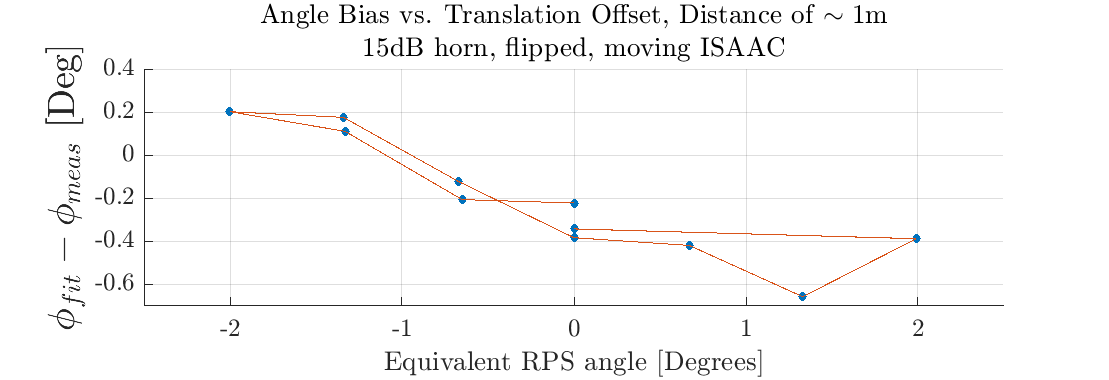 Angle Bias vs. Translation Offset, Distance of ∼ 1m
15dB horn, flipped, moving ISAAC
ϕ_fit − ϕ_meas [Deg]
0.4
0.2
0
-0.2
-0.4
-0.6
-2 -1 0 1 2
Equivalent RPS angle [Degrees]